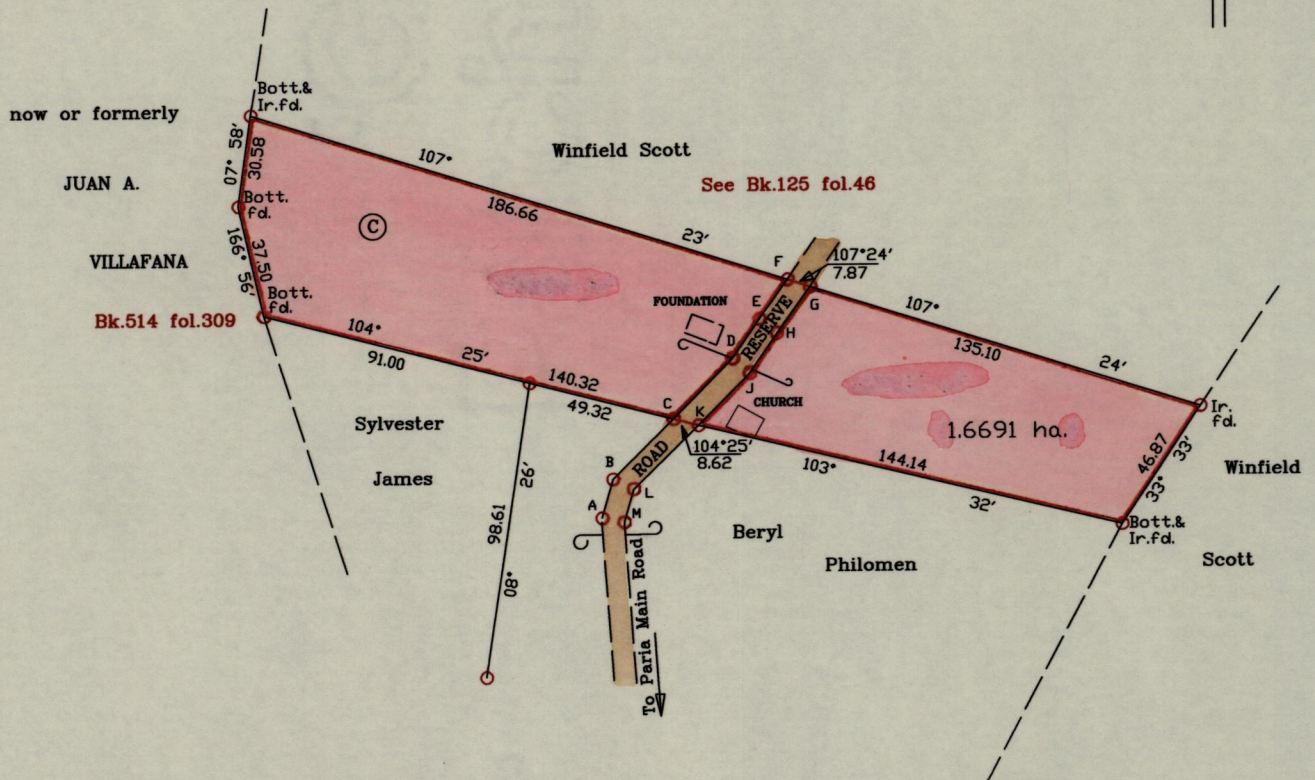 Bott.&
Ir.fd.
now or formerly
07° 58'
30.58
107°
186.66
23'
Winfield Scott
See Bk.125 fol.46
JUAN A.
Bott.
fd.
C
166° 56'
37.50
VILLAFANA
Bott.
fd.
Bk.514 fol.309
F
107°24'
7.87
G
E
FOUNDATION
H
D
RESERVE
J
107°
135.10
24'
104°
91.00
25'
140.32
49.32
C
K
CHURCH
1.6691 ha.
Ir.
fd.
46.87
33° 33'
Winfield
Scott
Sylvester
James
104°25'
8.62
ROAD
103°
144.14
32'
B
L
A
M
Bott.&
Ir.fd.
Beryl
Philomen
98.61
08° 26'
To Paria Main Road